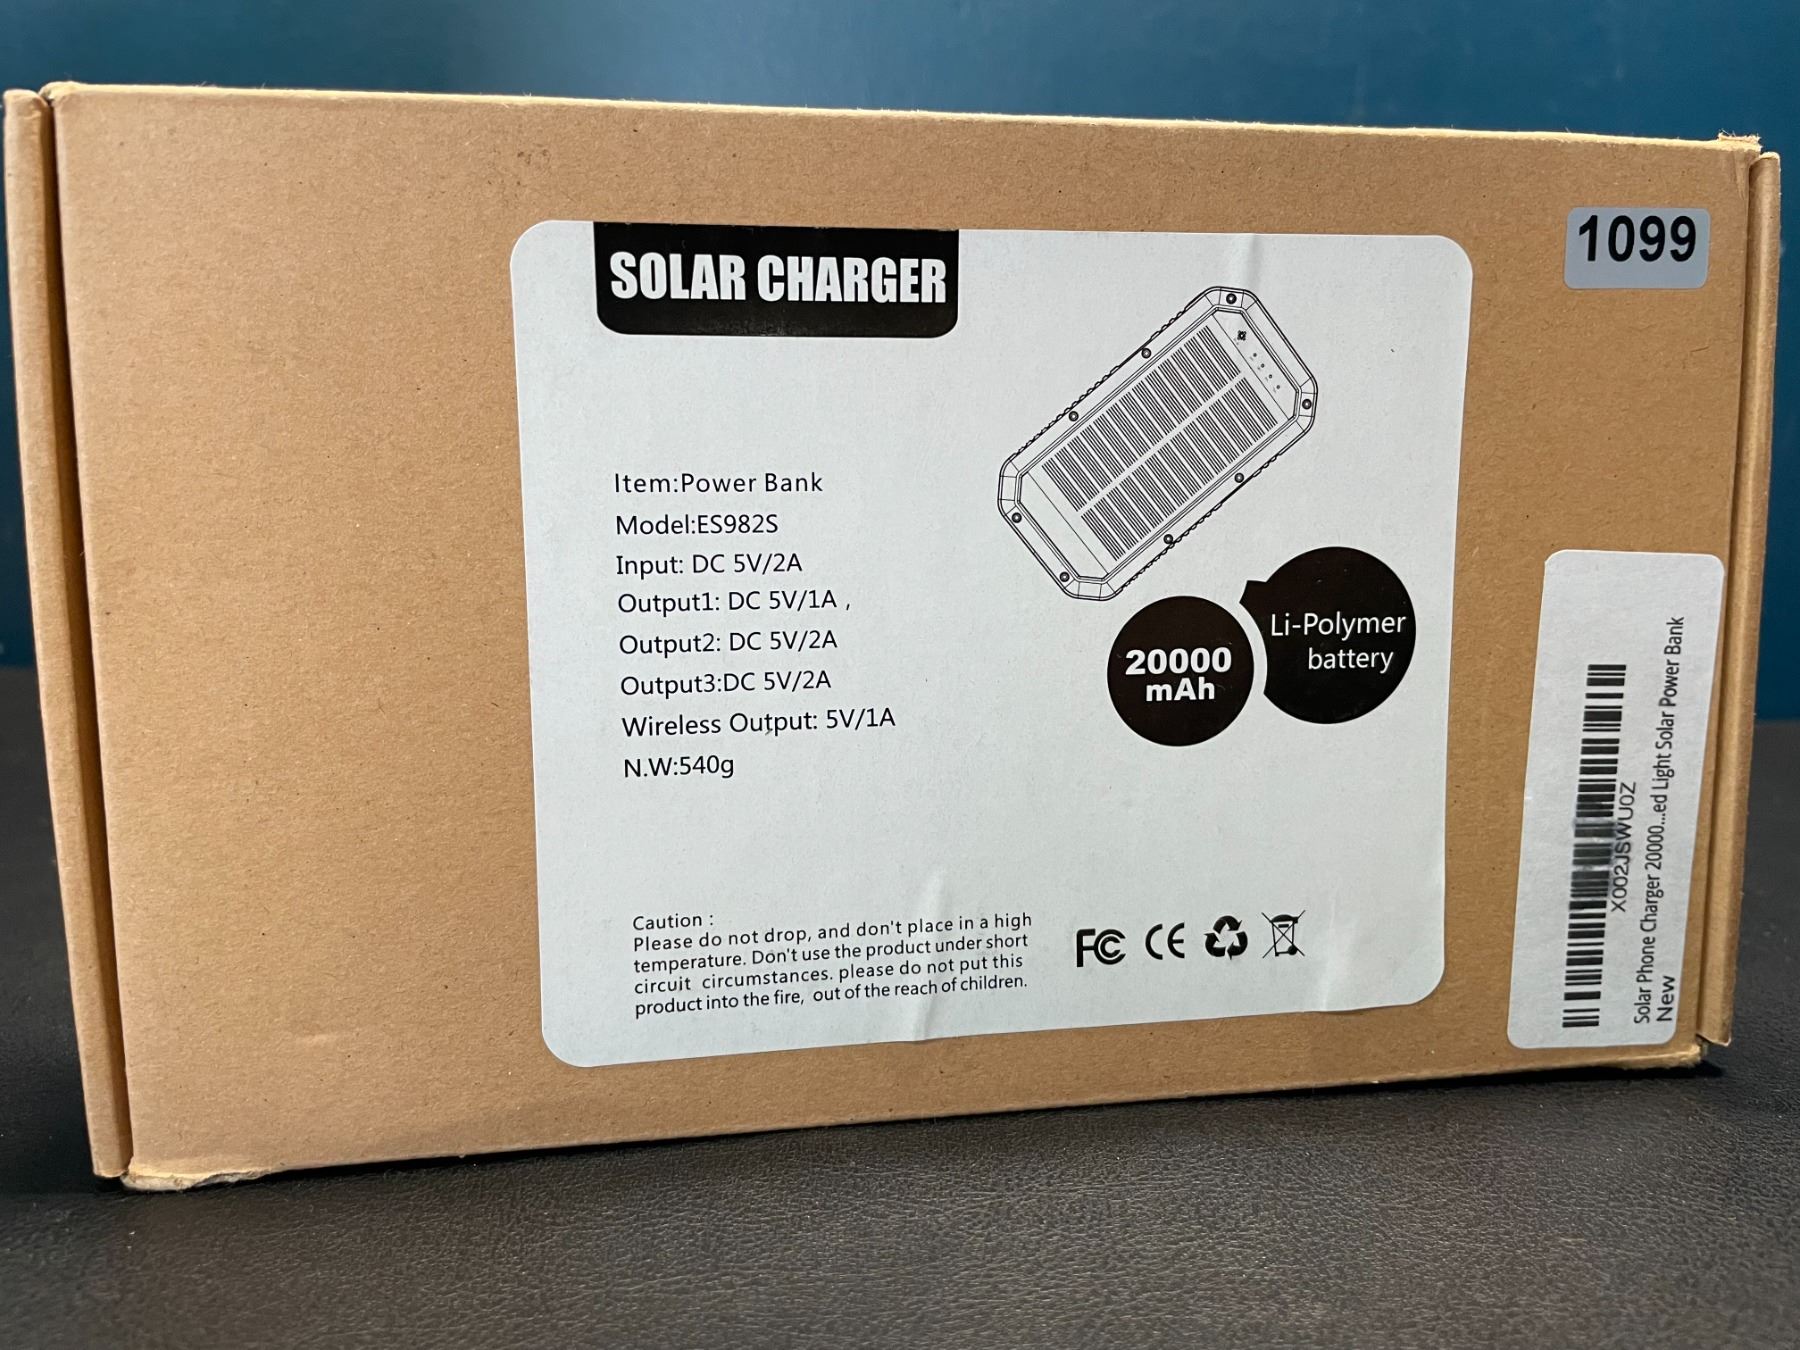 SOLAR CHARGER
1099
Item:Power Bank
Model:ES982S
Input: DC 5V/2A
Output1: DC 5V/1A ,
Output2: DC 5V/2A
Output3:DC 5V/2A
Wireless Output: 5V/1A
N.W:540g
20000
mAh
Li-Polymer
battery
Caution :
Please do not drop, and don't place in a high
temperature. Don't use the product under short
circuit circumstances. please do not put this
product into the fire, out of the reach of children.
FC CE
X002JSWU0Z
Solar Phone Charger 20000...ed Light Solar Power Bank
New